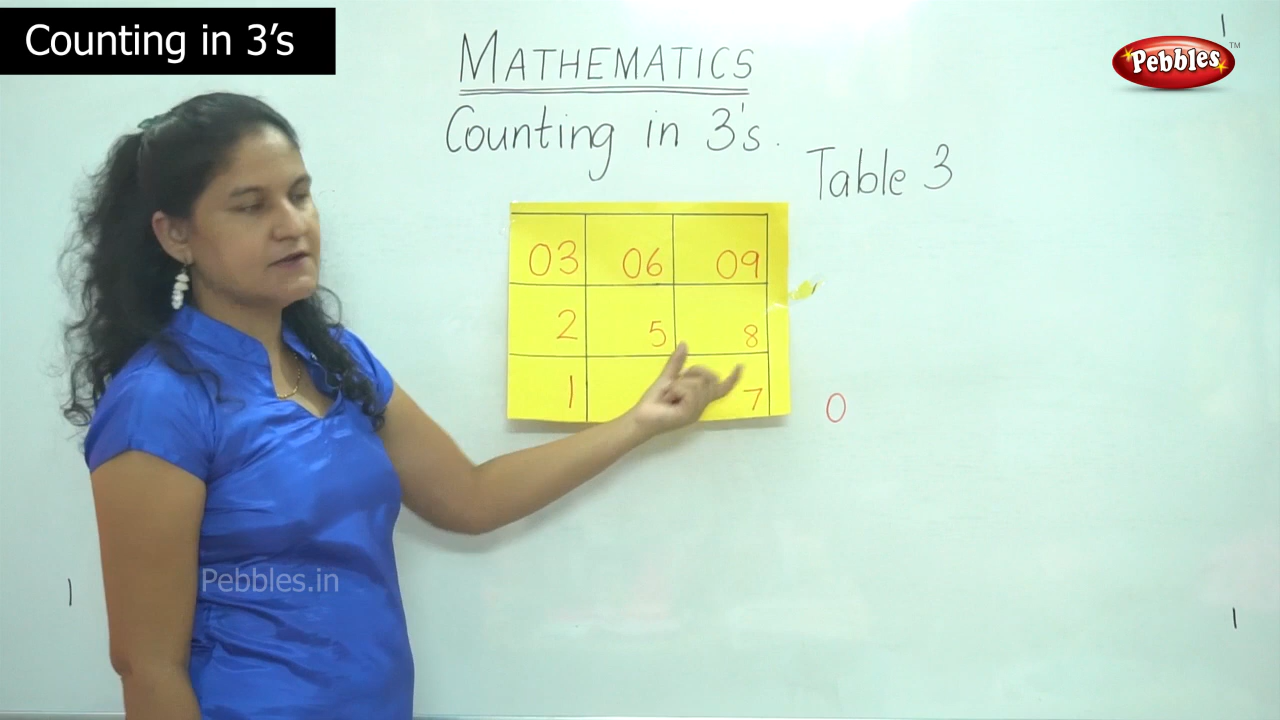 Counting in 3's
Pebbles TM
MATHEMATICS
Counting in 3's.
Table 3
03 06 09
2 5 8
1 7
0
Pebbles.in